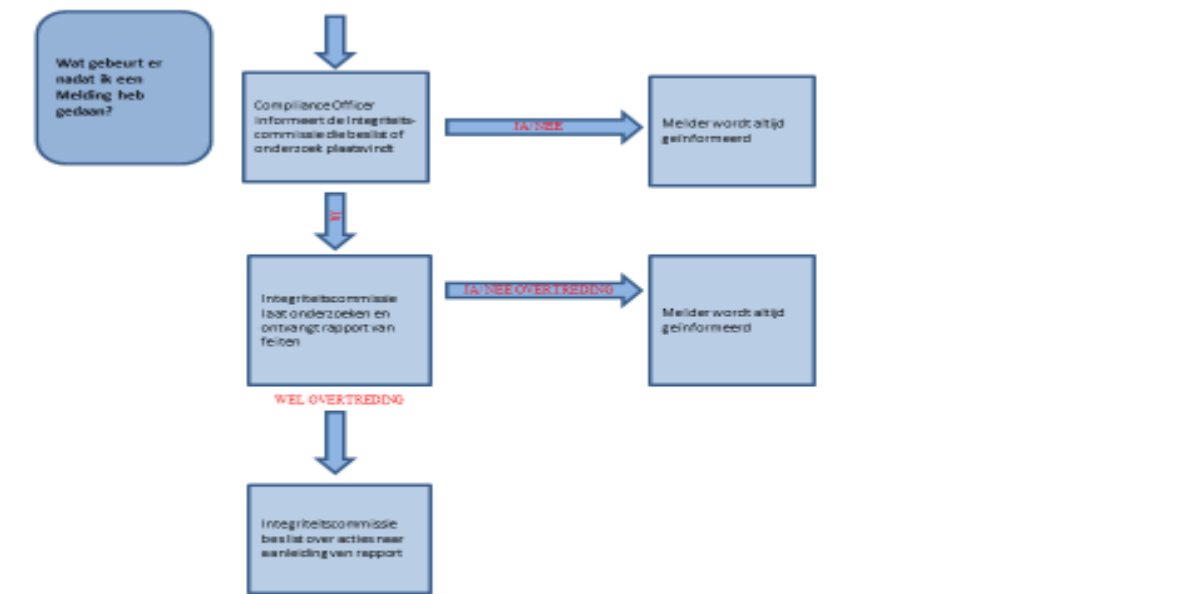 Wat gebeurt er
nadat ik een
Melding heb
gedaan?
Compliance Officer
informeert de Integriteits-
commissie die beslist of
onderzoek plaatsvindt
JA/NEE
Melder wordt altijd
geïnformeerd
JA
Integriteitscommissie
laat onderzoeken en
ontvangt rapport van
feiten
JA/NEE OVERTREDING
Melder wordt altijd
geïnformeerd
WEL OVERTREDING
Integriteitscommissie
beslist over acties naar
aanleiding van rapport